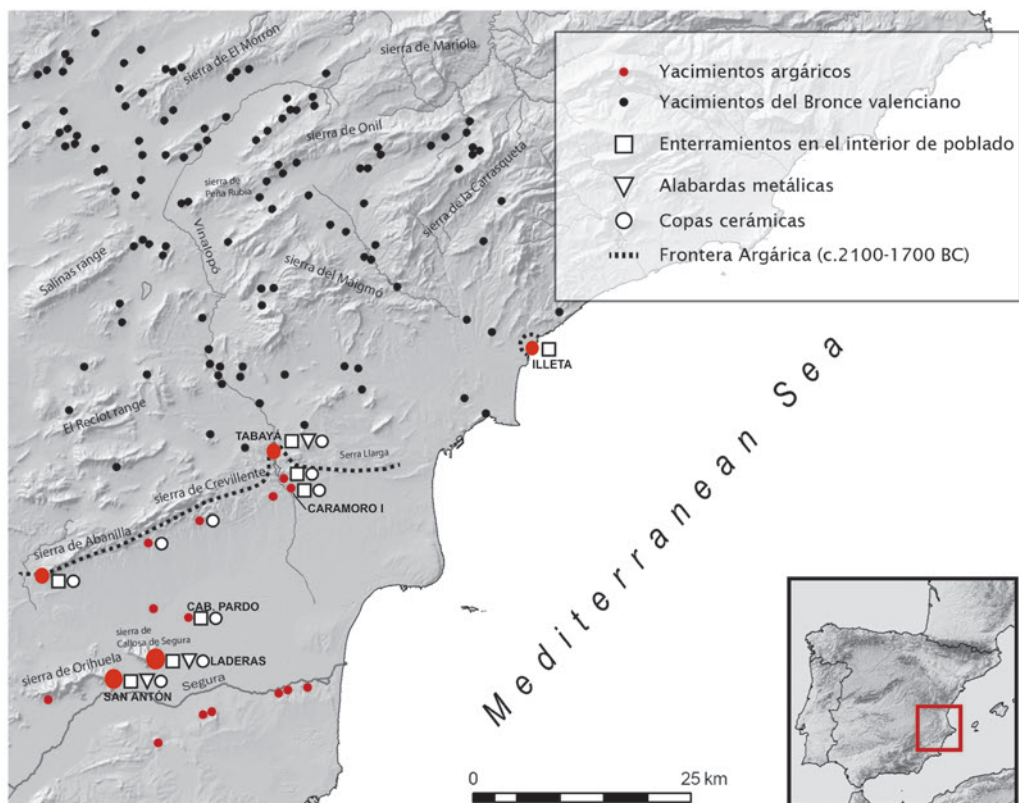 sierra de El Morrón
sierra de Mariola
Yacimientos argáricos
Yacimientos del Bronce valenciano
Enterramientos en el interior de poblado
Alabardas metálicas
Copas cerámicas
Frontera Argárica (c.2100-1700 BC)
sierra de Onil
sierra de
Peña Rubia
sierra de la Carrasqueta
Vinalopó
Salinas range
sierra del Maigmó
ILLETA
El Reclot range
TABAYÁ
Serra Llarga
sierra de Crevillente
CARAMORO I
sierra de Abanilla
CAB. PARDO
sierra de
Callosa de Segura
LADERAS
sierra de Orihuela
SAN ANTÓN
Segura
Mediterranean Sea
0
25 km